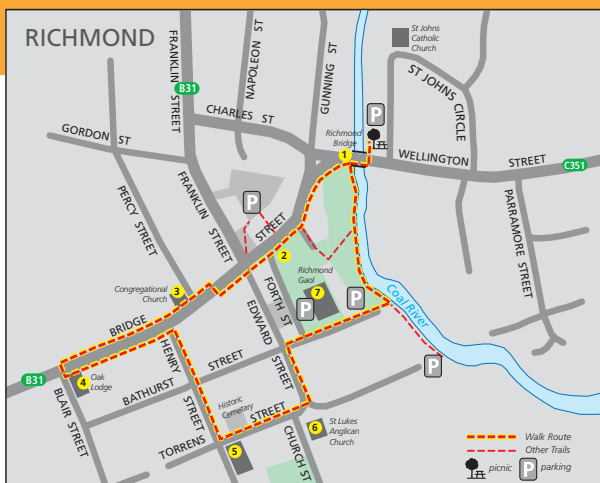 RICHMOND
FRANKLIN
STREET
B31
NAPOLEON ST
GUNNING ST
St Johns
Catholic
Church
ST JOHNS
CIRCLE
CHARLES ST
P
Richmond
Bridge
GORDON ST
1
WELLINGTON
STREET
C351
PERCY STREET
FRANKLIN STREET
P
STREET
PARRAMORE STREET
2
Congregational
Church
3
FORTH ST
Richmond
Gaol
7
P
P
Coal River
BRIDGE
EDWARD
STREET
P
B31
4
Oak
Lodge
HENRY
STREET
BATHURST
STREET
BLAIR STREET
Historic
Cemetery
TORRENS
STREET
5
6
St Lukes
Anglican
Church
CHURCH ST
Walk Route
Other Trails
picnic
P
parking